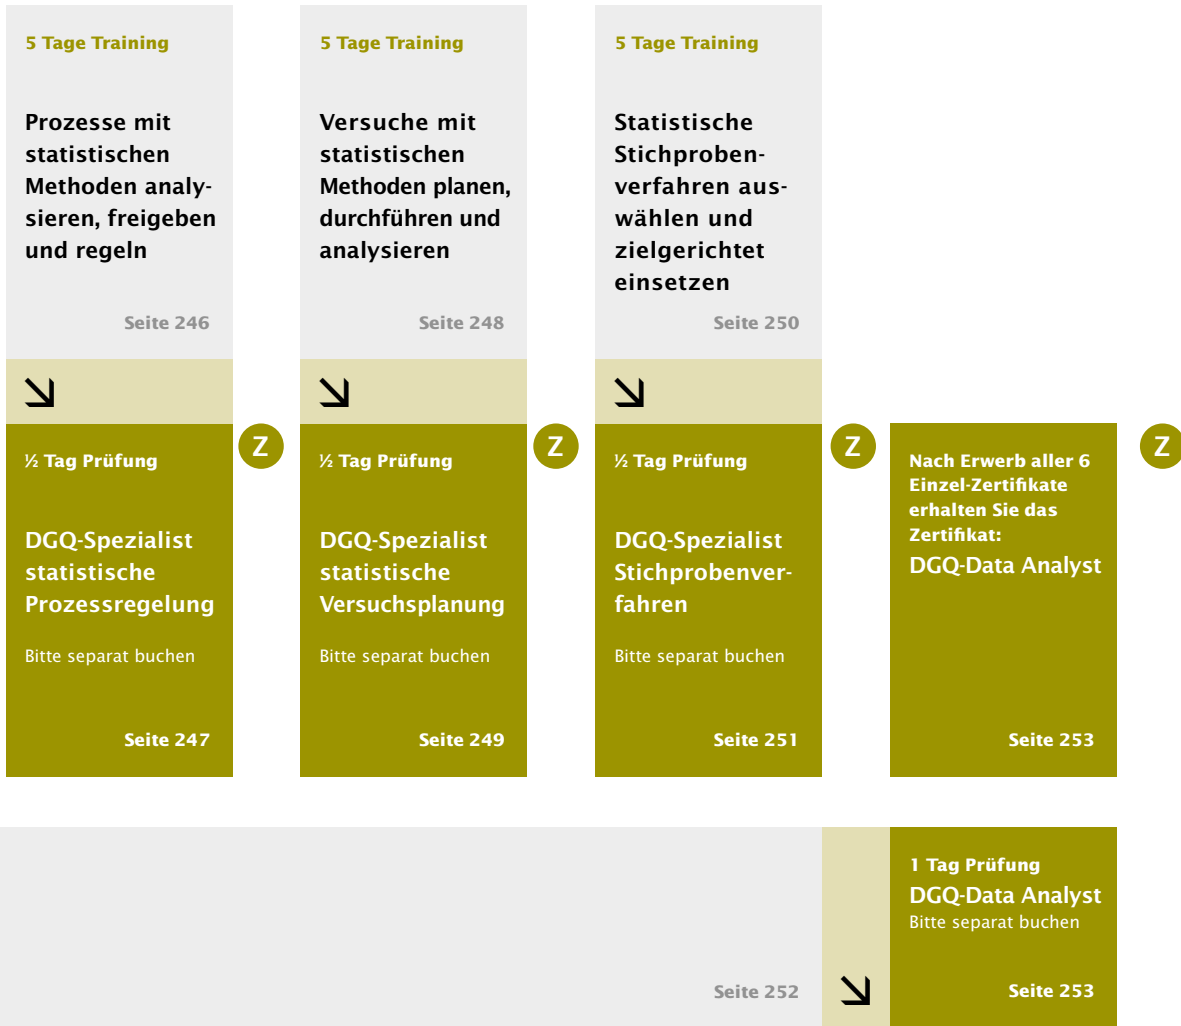 5 Tage Training
Prozesse mit
statistischen
Methoden analy-
sieren, freigeben
und regeln
Seite 246
½ Tag Prüfung
DGQ-Spezialist
statistische
Prozessregelung
Bitte separat buchen
Seite 247
Z
5 Tage Training
Versuche mit
statistischen
Methoden planen,
durchführen und
analysieren
Seite 248
½ Tag Prüfung
DGQ-Spezialist
statistische
Versuchsplanung
Bitte separat buchen
Seite 249
Z
5 Tage Training
Statistische
Stichproben-
verfahren aus-
wählen und
zielgerichtet
einsetzen
Seite 250
½ Tag Prüfung
DGQ-Spezialist
Stichprobenver-
fahren
Bitte separat buchen
Seite 251
Z
Nach Erwerb aller 6
Einzel-Zertifikate
erhalten Sie das
Zertifikat:
DGQ-Data Analyst
Seite 253
Z
Seite 252
1 Tag Prüfung
DGQ-Data Analyst
Bitte separat buchen
Seite 253